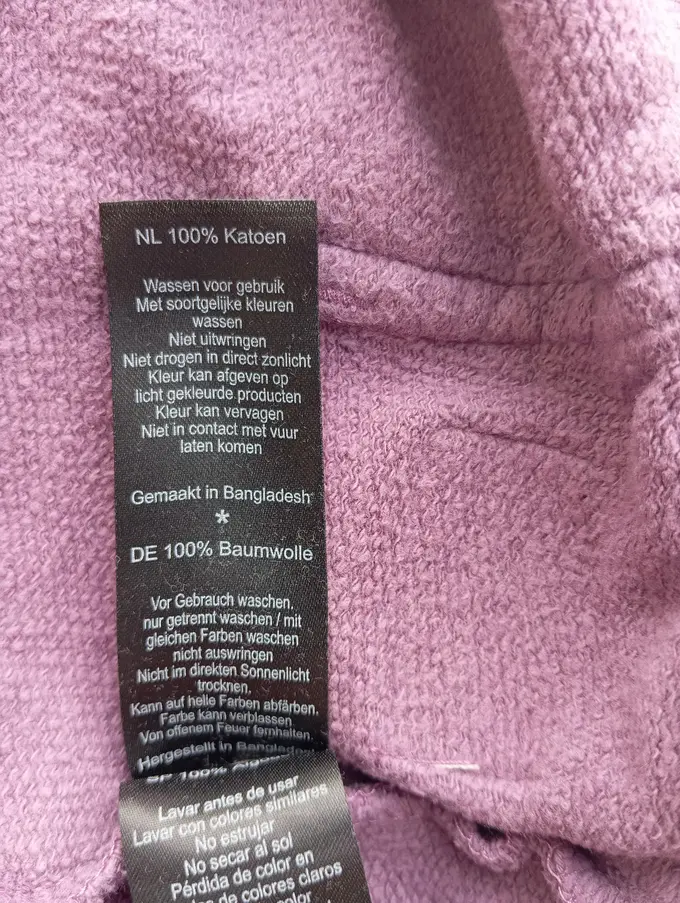 NL 100% Katoen
Wassen voor gebruik
Met soortgelijke kleuren
wassen
Niet uitwringen
Niet drogen in direct zonlicht
Kleur kan afgeven op
licht gekleurde producten
Kleur kan vervagen
Niet in contact met vuur
laten komen
Gemaakt in Bangladesh
*
DE 100% Baumwolle
Vor Gebrauch waschen.
nur getrennt waschen / mit
gleichen Farben waschen
nicht auswringen
Nicht im direkten Sonnenlicht
trocknen.
Kann auf helle Farben abfärben.
Farbe kann verblassen
Von offenem Feuer fernhalten.
Hergestellt in Bangladesh
100%
Lavar antes de usar
Lavar con colores similares
No estrujar
No secar al sol
Pérdida de color en
de colores claros
color